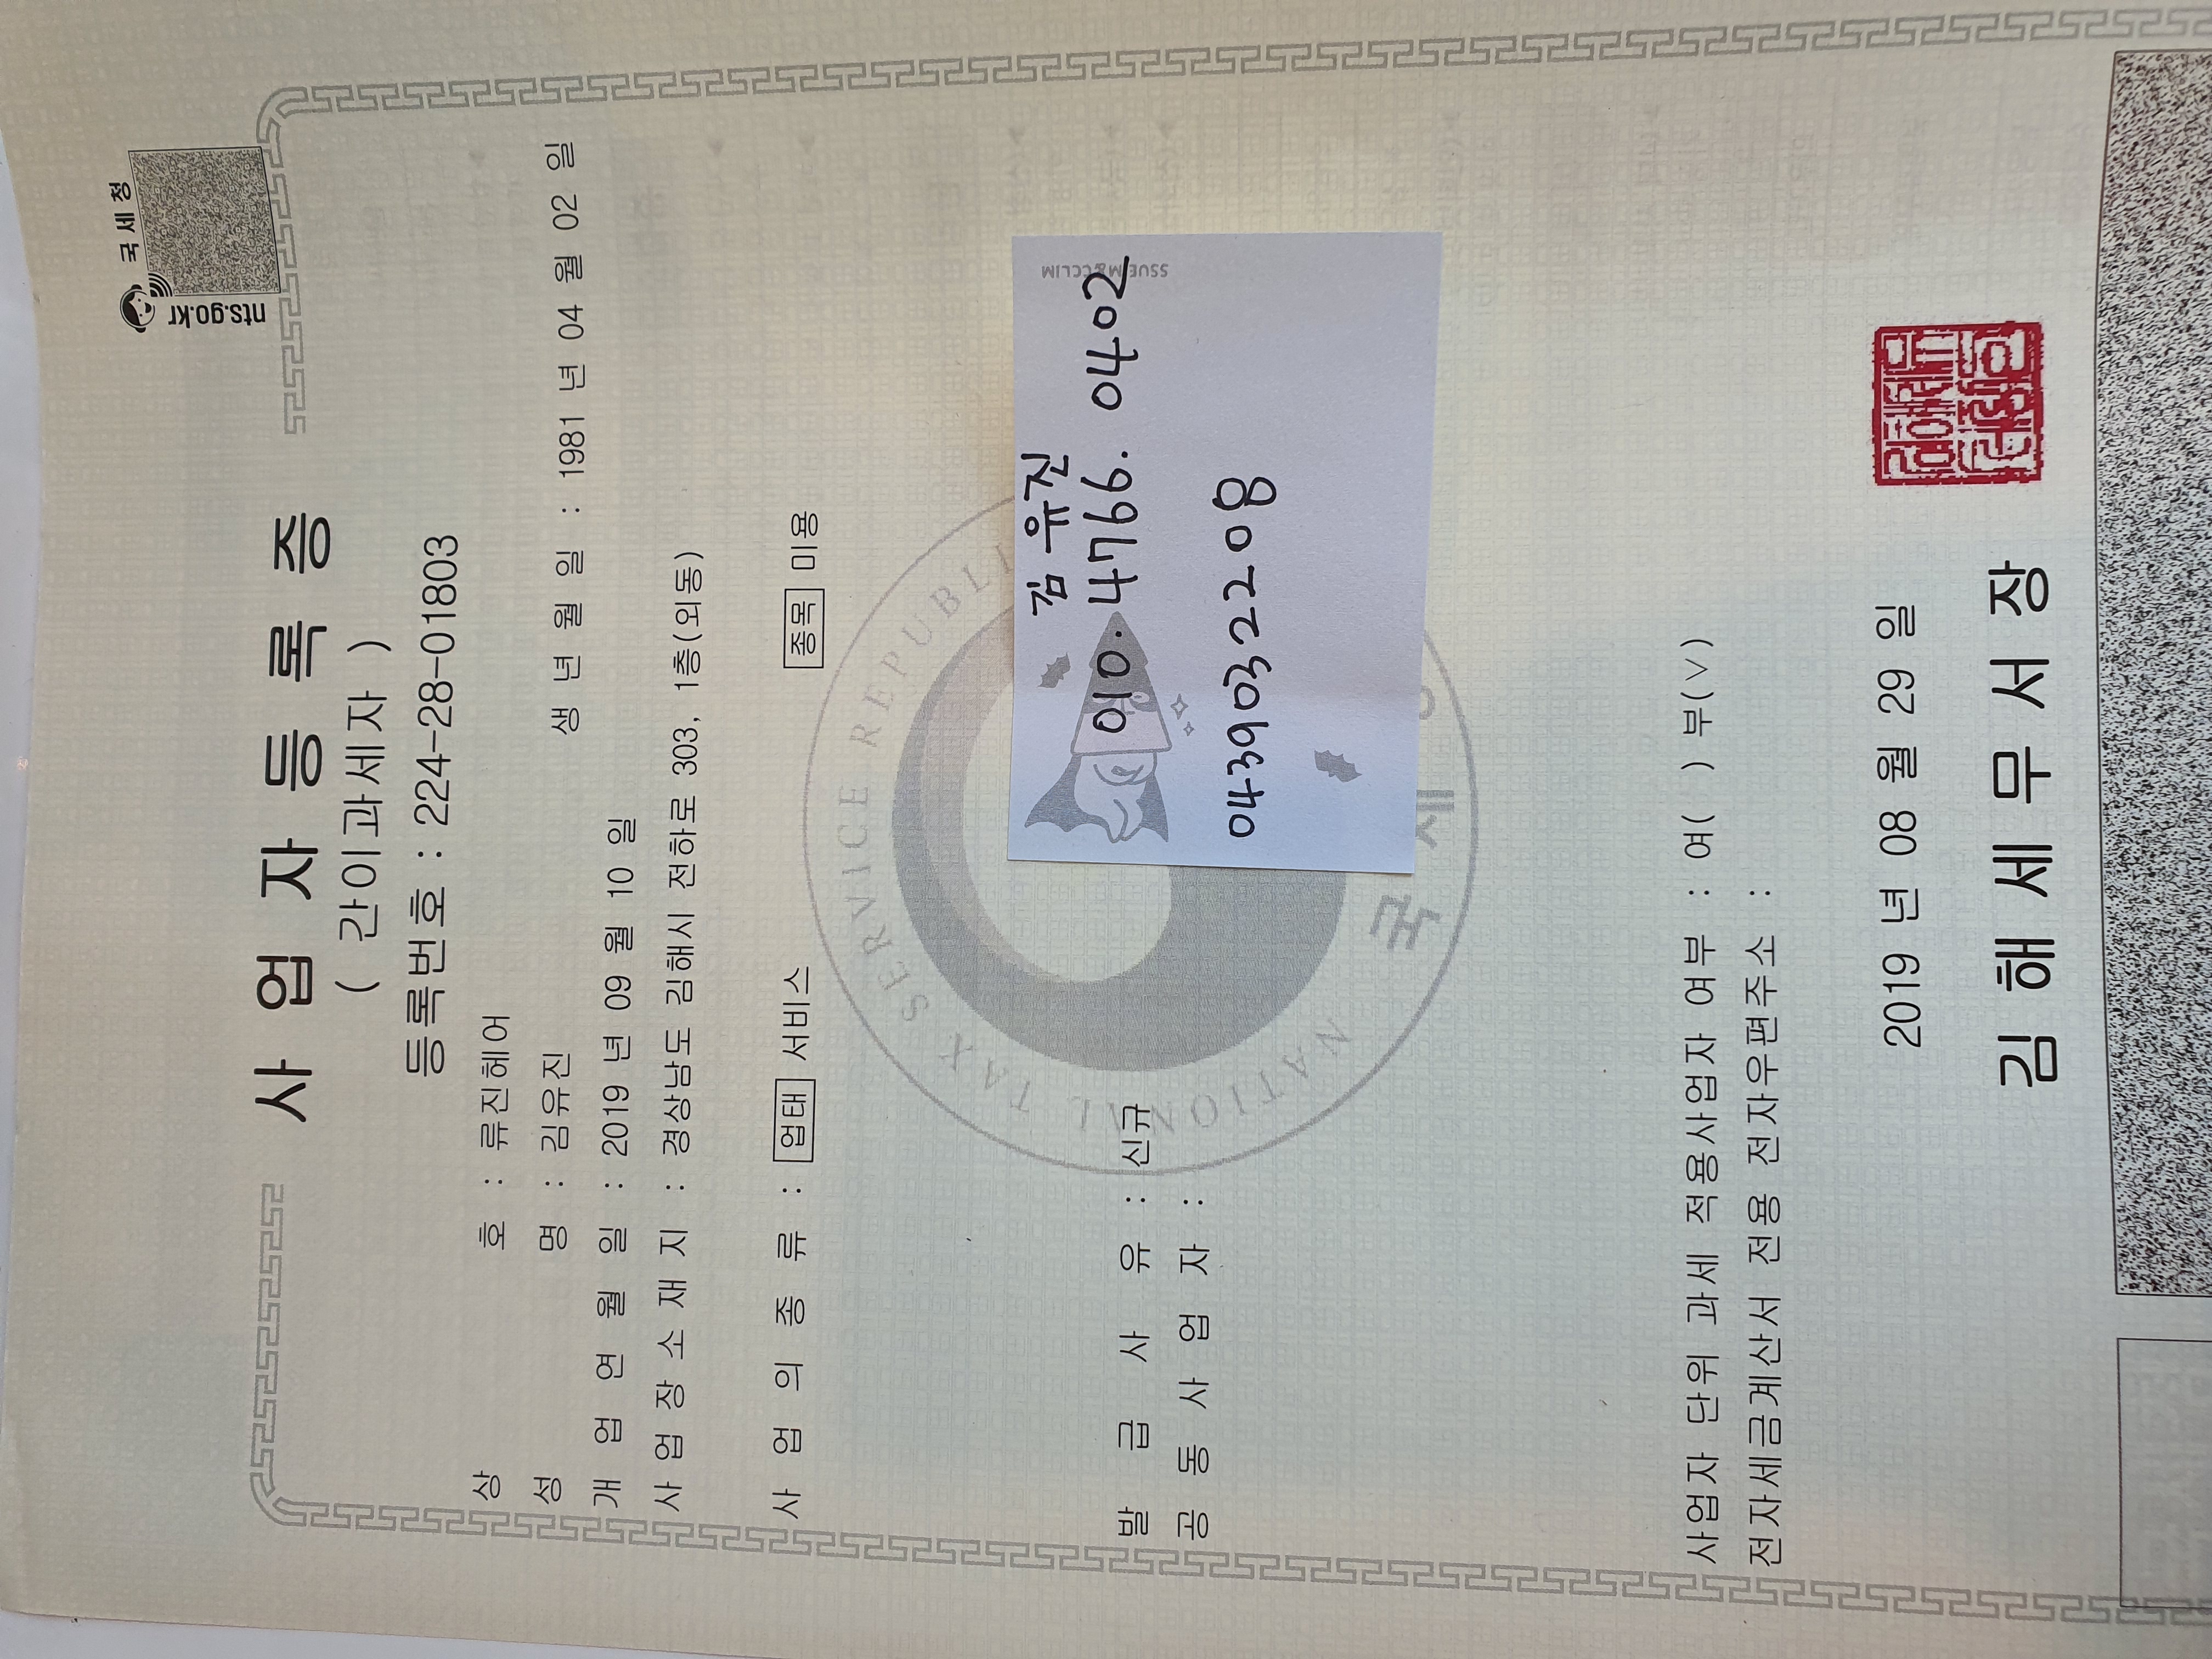 국세청
nts.go.kr
사업자등록증
( 간이과세자 )
등록번호 : 224-28-01803
상 호 : 류진헤어
성 명 : 김유진 생 년 월 일 : 1981 년 04 월 02 일
개 업 연 월 일 : 2019 년 09 월 10 일
사 업 장 소 재 지 : 경상남도 김해시 전하로 303, 1층(외동)
사 업 의 종 류 : 업태 서비스 종목 미용
NATIONAL TAX SERVICE REPUBLI
국세
김유진
010.4766.0402
0439032208
발 급 사 유 : 신규
공 동 사 업 자 :
사업자 단위 과세 적용사업자 여부 : 여( ) 부(∨)
전자세금계산서 전용 전자우편주소 :
2019 년 08 월 29 일
김 해 세 무 서 장